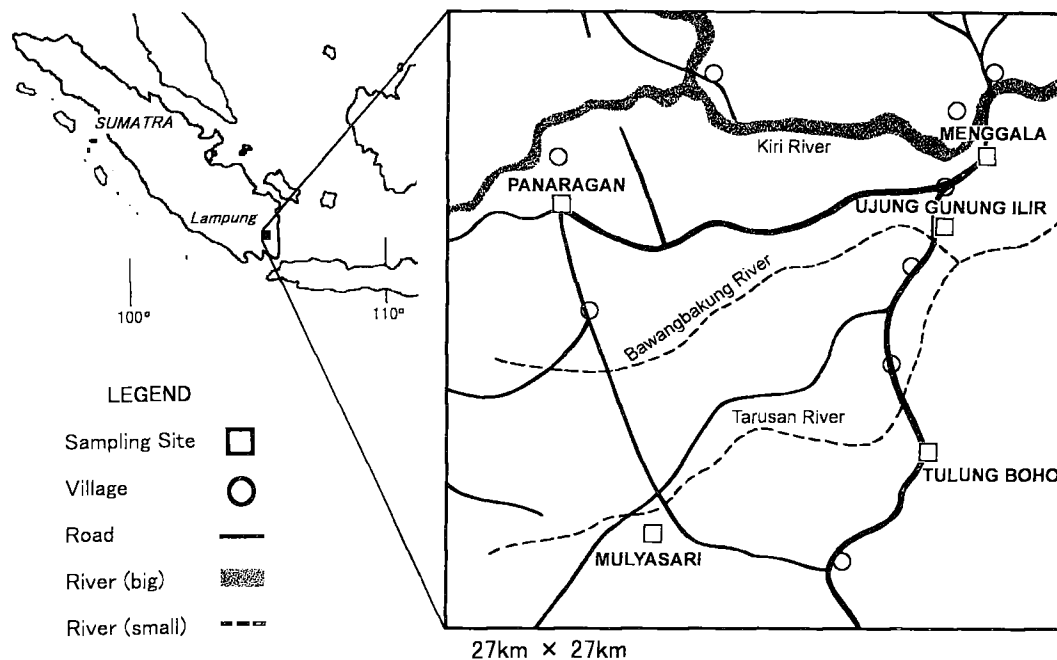 SUMATRA
Lampung
100°
110°
LEGEND
Sampling Site
Village
Road
River (big)
River (small)
Kiri River
MENGGALA
PANARAGAN
UJUNG GUNUNG ILIR
Bawangbakung River
Tarusan River
TULUNG BOHO
MULYASARI
27km × 27km